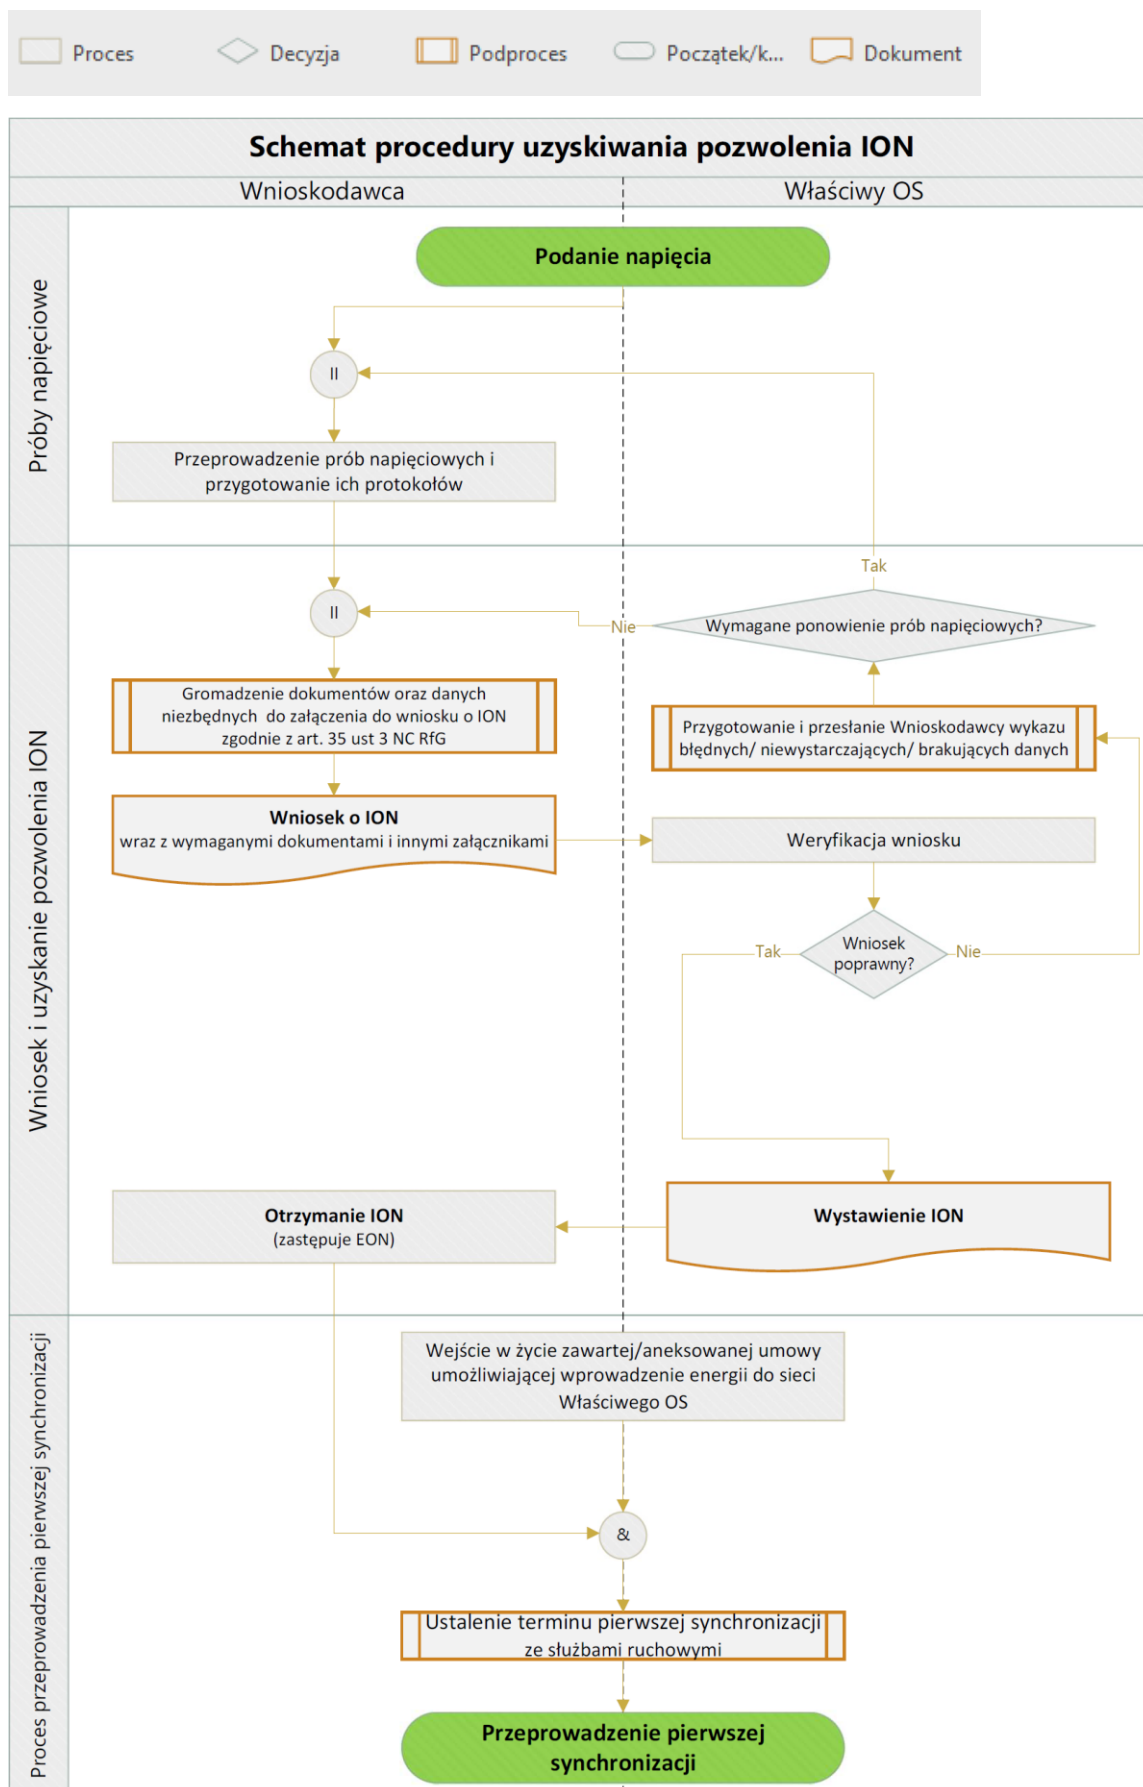 Proces
Decyzja
Podproces
Początek/k...
Dokument
Schemat procedury uzyskiwania pozwolenia ION
Wnioskodawca
Właściwy OS
Próby napięciowe
Podanie napięcia
II
Przeprowadzenie prób napięciowych i
przygotowanie ich protokołów
Wniosek i uzyskanie pozwolenia ION
Tak
II
Nie
Wymagane ponowienie prób napięciowych?
Gromadzenie dokumentów oraz danych
niezbędnych do załączenia do wniosku o ION
zgodnie z art. 35 ust 3 NC RfG
Przygotowanie i przesłanie Wnioskodawcy wykazu
błędnych/ niewystarczających/ brakujących danych
Wniosek o ION
wraz z wymaganymi dokumentami i innymi załącznikami
Weryfikacja wniosku
Tak
Wniosek
poprawny?
Nie
Otrzymanie ION
(zastępuje EON)
Wystawienie ION
Proces przeprowadzenia pierwszej synchronizacji
Wejście w życie zawartej/aneksowanej umowy
umożliwiającej wprowadzenie energii do sieci
Właściwego OS
&
Ustalenie terminu pierwszej synchronizacji
ze służbami ruchowymi
Przeprowadzenie pierwszej
synchronizacji